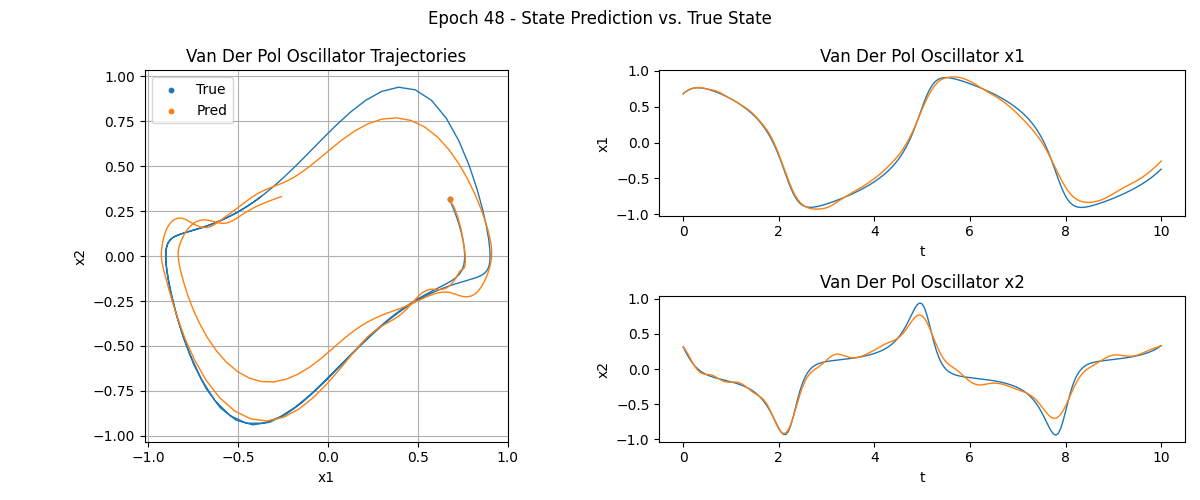 Epoch 48 - State Prediction vs. True State
Van Der Pol Oscillator Trajectories
True
Pred
1.00
0.75
0.50
0.25
0.00
−0.25
−0.50
−0.75
−1.00
x2
−1.0 −0.5 0.0 0.5 1.0
x1
Van Der Pol Oscillator x1
1.0
0.5
0.0
−0.5
−1.0
x1
0 2 4 6 8 10
t
Van Der Pol Oscillator x2
1.0
0.5
0.0
−0.5
−1.0
x2
0 2 4 6 8 10
t